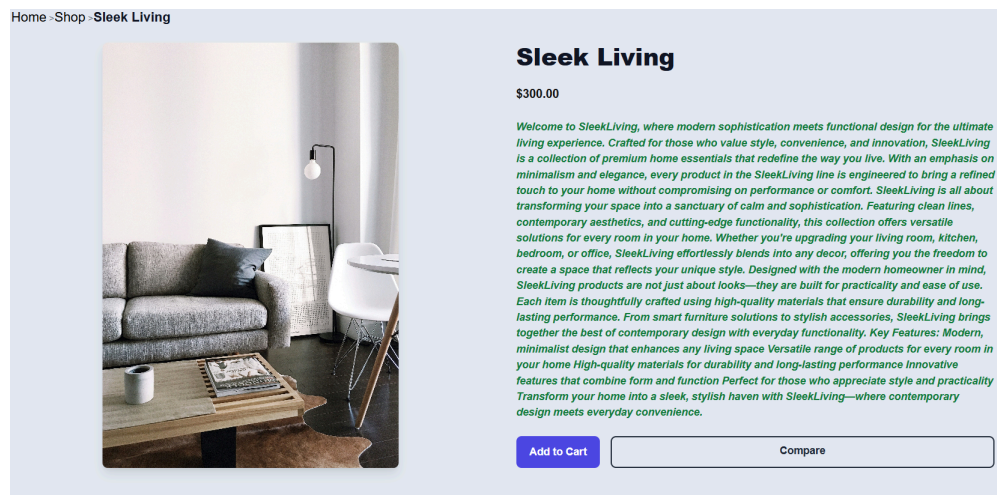 Home > Shop > Sleek Living
Sleek Living
$300.00
Welcome to SleekLiving, where modern sophistication meets functional design for the ultimate
living experience. Crafted for those who value style, convenience, and innovation, SleekLiving
is a collection of premium home essentials that redefine the way you live. With an emphasis on
minimalism and elegance, every product in the SleekLiving line is engineered to bring a refined
touch to your home without compromising on performance or comfort. SleekLiving is all about
transforming your space into a sanctuary of calm and sophistication. Featuring clean lines,
contemporary aesthetics, and cutting-edge functionality, this collection offers versatile
solutions for every room in your home. Whether you're upgrading your living room, kitchen,
bedroom, or office, SleekLiving effortlessly blends into any decor, offering you the freedom to
create a space that reflects your unique style. Designed with the modern homeowner in mind,
SleekLiving products are not just about looks—they are built for practicality and ease of use.
Each item is thoughtfully crafted using high-quality materials that ensure durability and long-
lasting performance. From smart furniture solutions to stylish accessories, SleekLiving brings
together the best of contemporary design with everyday functionality. Key Features: Modern,
minimalist design that enhances any living space Versatile range of products for every room in
your home High-quality materials for durability and long-lasting performance Innovative
features that combine form and function Perfect for those who appreciate style and practicality
Transform your home into a sleek, stylish haven with SleekLiving—where contemporary
design meets everyday convenience.
Add to Cart
Compare